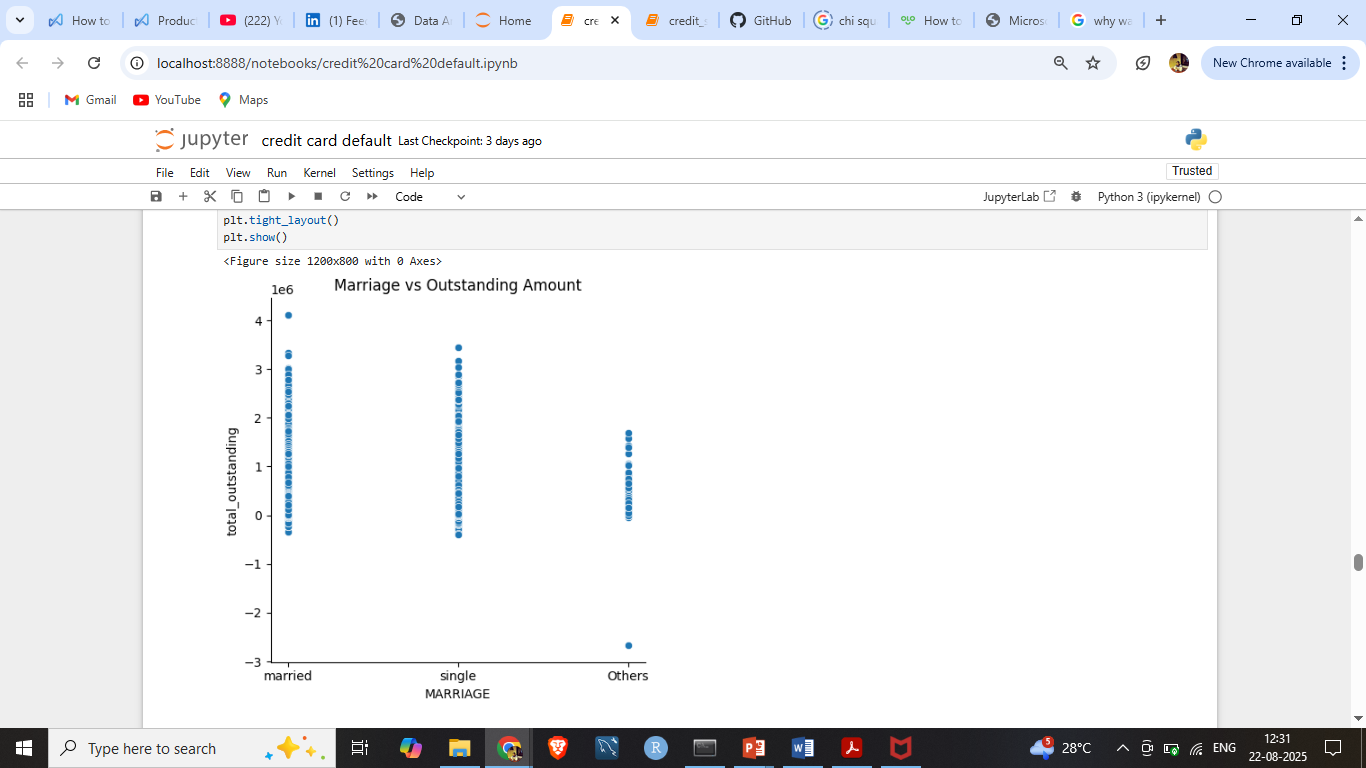 How to
Produc
(222) Y
(1) Fee
Data A
Home
cre
credit_
GitHub
chi squ
OLO
How to
Micros
why wa
localhost:8888/notebooks/credit%20card%20default.ipynb
New Chrome available
Gmail
YouTube
Maps
jupyter credit card default Last Checkpoint: 3 days ago
File Edit View Run Kernel Settings Help
Trusted
Code
JupyterLab
Python 3 (ipykernel)
plt.tight_layout()
plt.show()
<Figure size 1200x800 with 0 Axes>
Marriage vs Outstanding Amount
1e6
4
3
2
1
0
−1
−2
−3
total_outstanding
married single Others
MARRIAGE
Type here to search
R
5
28°C
ENG
12:31
22-08-2025